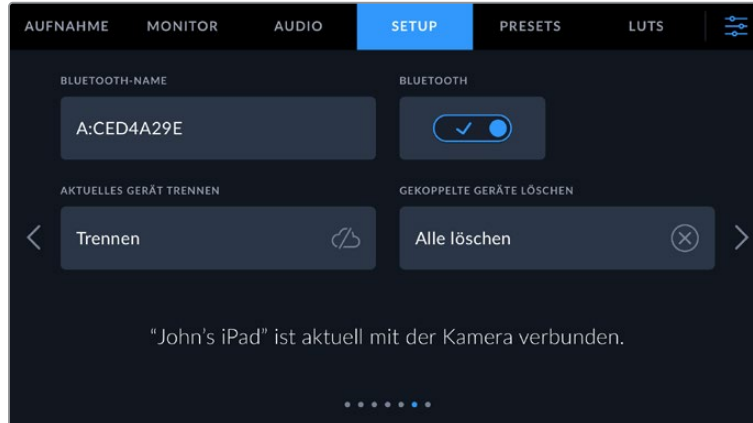 AUFNAHME MONITOR AUDIO SETUP PRESETS LUTS
BLUETOOTH-NAME BLUETOOTH
A:CED4A29E
AKTUELLES GERÄT TRENNEN GEKOPPELTE GERÄTE LÖSCHEN
Trennen Alle löschen
“John’s iPad” ist aktuell mit der Kamera verbunden.